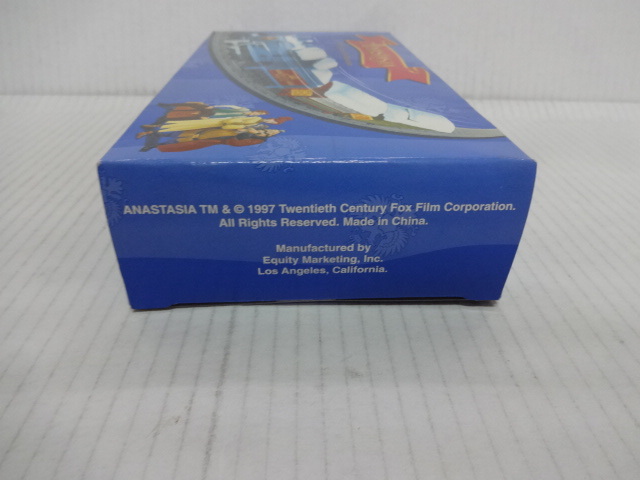 ANASTASIA TM & © 1997 Twentieth Century Fox Film Corporation.
All Rights Reserved. Made in China.
Manufactured by
Equity Marketing, Inc.
Los Angeles, California.